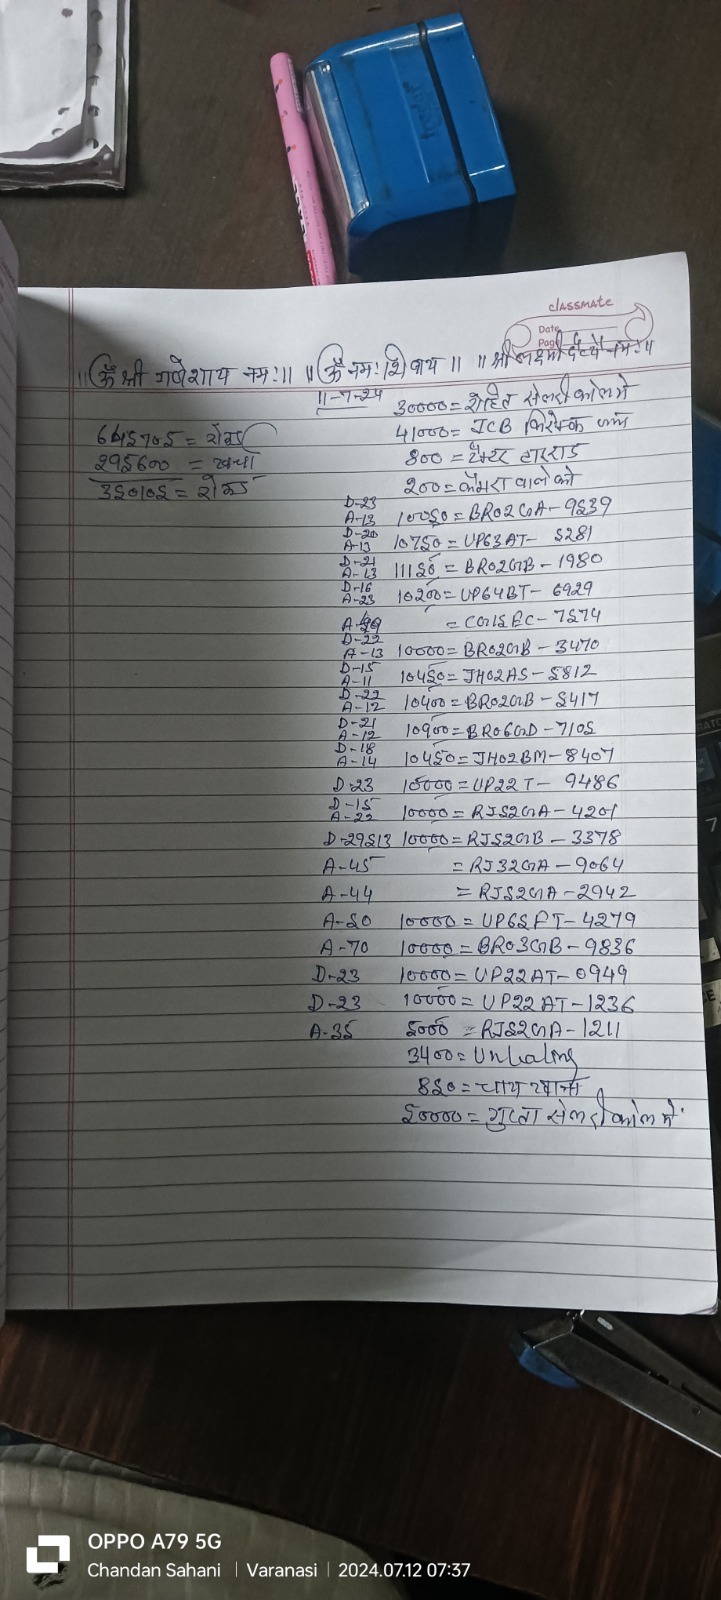 classmate
Date
Page
॥ ॐ श्री गणेशाय नमः ॥ ॥ ॐ नमः शिवाय ॥ ॥ श्री लक्ष्मी देव्ये नमः ॥
11-7-24
645705 = रोकड़
295600 = खर्चा
350105 = रोकड़
30000 = रोहित सेलरी कोल में
41000 = JCB
800 =
200 = कैमरा वाले को
D-23 A-13 10050 = BR02GA-9539
D-20 A-13 10750 = UP63AT-5281
D-21 A-13 11150 = BR02GB-1980
D-16 A-23 10200 = UP64BT-6929
= CG15EC-7574
D-22 A-13 10000 = BR02GB-3470
D-15 A-11 10450 = JH02AS-5812
D-22 A-12 10400 = BR02GB-5417
D-21 A-12 10900 = BR06GD-7105
D-18 A-14 10450 = JH02BM-8407
D-23 10000 = UP22T-9486
D-15 A-22 10000 = RJ52GA-4201
D-29513 10000 = RJ52GB-3378
A-45 = RJ32GA-9064
A-44 = RJ52GA-2942
A-50 10000 = UP65FT-4279
A-70 10000 = BR03GB-9836
D-23 10000 = UP22AT-0949
D-23 10000 = UP22AT-1236
A-35 5000 = RJ52GA-1211
3400 =
850 = चाय खाना
50000 = गुप्ता सेलरी कोल में
OPPO A79 5G
Chandan Sahani | Varanasi | 2024.07.12 07:37